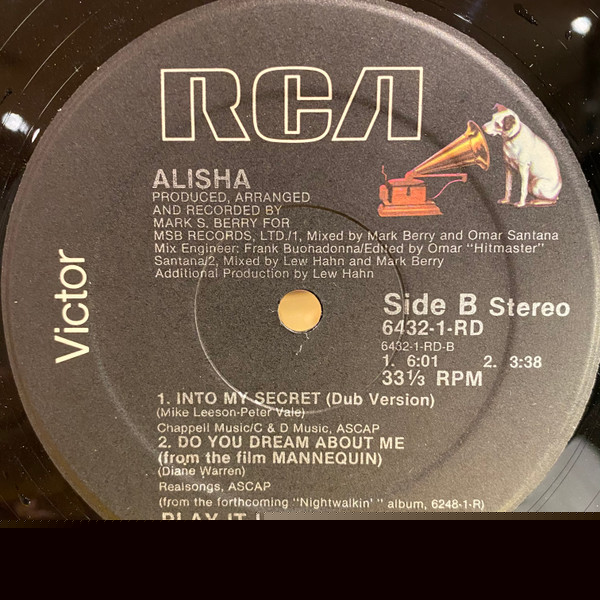 RCA
Victor
ALISHA
PRODUCED, ARRANGED
AND RECORDED BY
MARK S. BERRY FOR
MSB RECORDS, LTD./1, Mixed by Mark Berry and Omar Santana
Mix Engineer: Frank Buonadonna/Edited by Omar "Hitmaster"
Santana/2, Mixed by Lew Hahn and Mark Berry
Additional Production by Lew Hahn
Side B Stereo
6432-1-RD
6432-1-RD-B
1. 6:01 2. 3:38
33⅓ RPM
1. INTO MY SECRET (Dub Version)
(Mike Leeson-Peter Vale)
Chappell Music/C & D Music, ASCAP
2. DO YOU DREAM ABOUT ME
(from the film MANNEQUIN)
(Diane Warren)
Realsongs, ASCAP
(from the forthcoming "Nightwalkin'" album, 6248-1-R)
PLAY IT